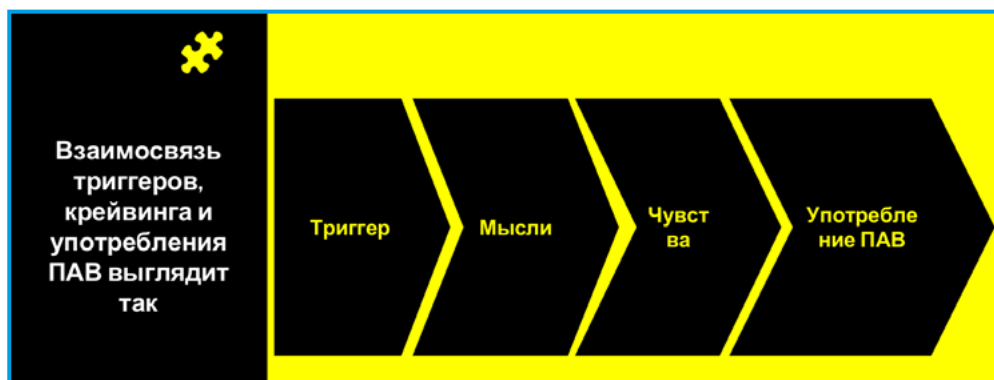 Взаимосвязь
триггеров,
крейвинга и
употребления
ПАВ выглядит
так
Триггер
Мысли
Чувст
ва
Употребле
ние ПАВ